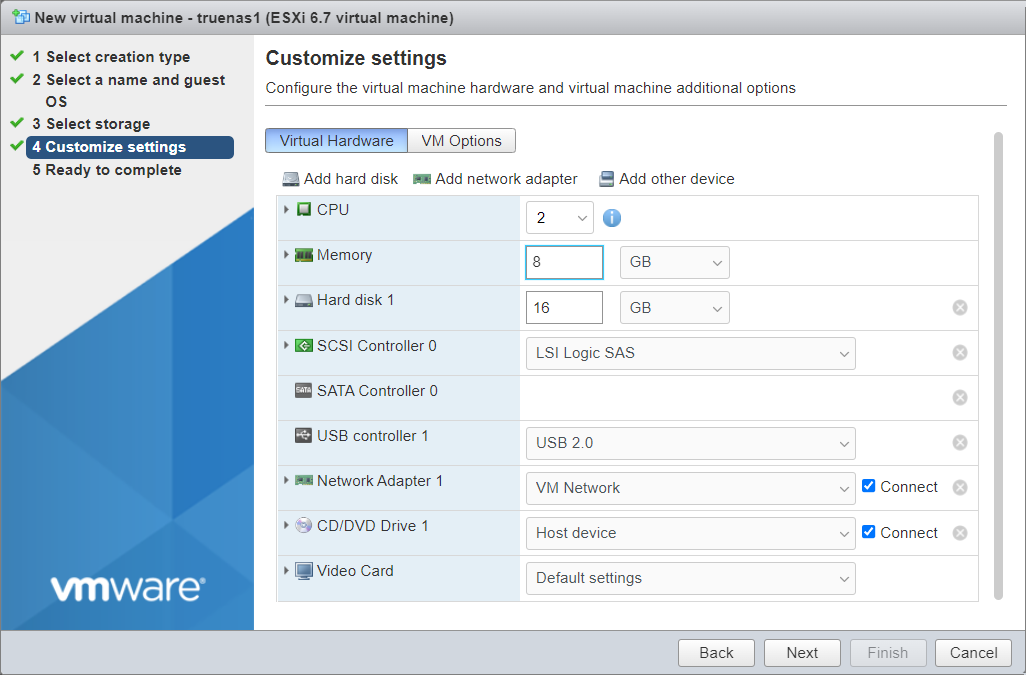 New virtual machine - truenas1 (ESXi 6.7 virtual machine)
1 Select creation type
2 Select a name and guest
OS
3 Select storage
4 Customize settings
5 Ready to complete
vmware®
Customize settings
Configure the virtual machine hardware and virtual machine additional options
Virtual Hardware VM Options
Add hard disk Add network adapter Add other device
CPU 2 i
Memory 8 GB
Hard disk 1 16 GB
SCSI Controller 0 LSI Logic SAS
SATA SATA Controller 0
USB controller 1 USB 2.0
Network Adapter 1 VM Network Connect
CD/DVD Drive 1 Host device Connect
Video Card Default settings
Back Next Finish Cancel